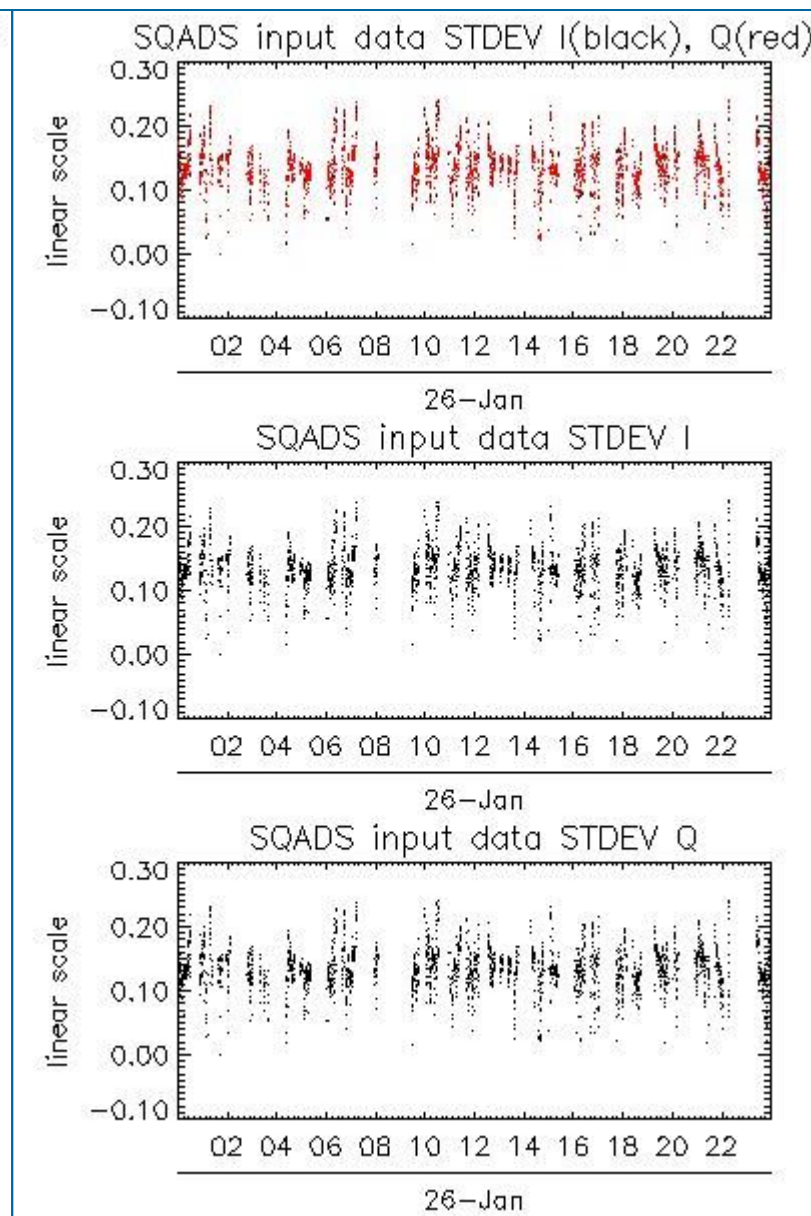 SQADS input data STDEV I(black), Q(red)
0.30
0.20
0.10
0.00
-0.10
linear scale
02 04 06 08 10 12 14 16 18 20 22
26-Jan
SQADS input data STDEV I
0.30
0.20
0.10
0.00
-0.10
linear scale
02 04 06 08 10 12 14 16 18 20 22
26-Jan
SQADS input data STDEV Q
0.30
0.20
0.10
0.00
-0.10
linear scale
02 04 06 08 10 12 14 16 18 20 22
26-Jan